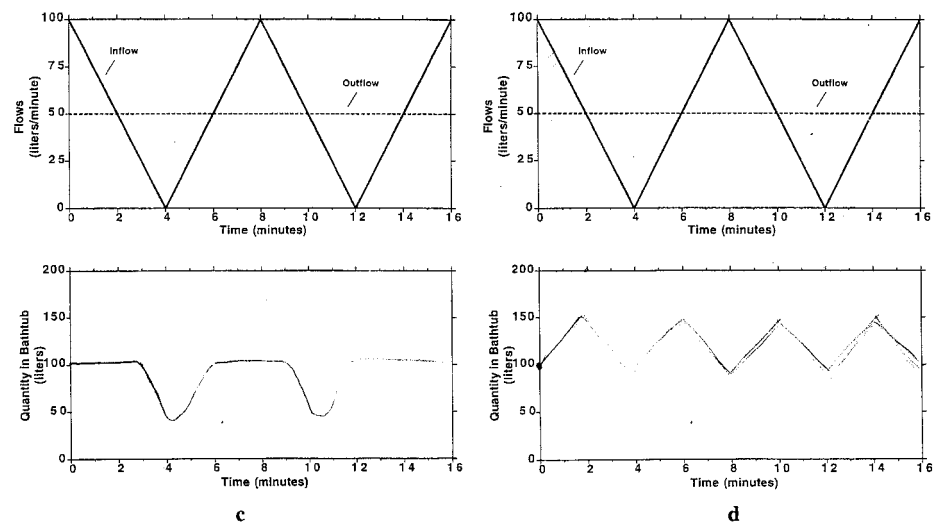 100
75
50
25
0
Flows
(liters/minute)
Inflow
Outflow
0 2 4 6 8 10 12 14 16
Time (minutes)
100
75
50
25
0
Flows
(liters/minute)
Inflow
Outflow
0 2 4 6 8 10 12 14 16
Time (minutes)
200
150
100
50
0
Quantity in Bathtub
(liters)
0 2 4 6 8 10 12 14 16
Time (minutes)
c
200
150
100
50
0
Quantity in Bathtub
(liters)
0 2 4 6 8 10 12 14 16
Time (minutes)
d